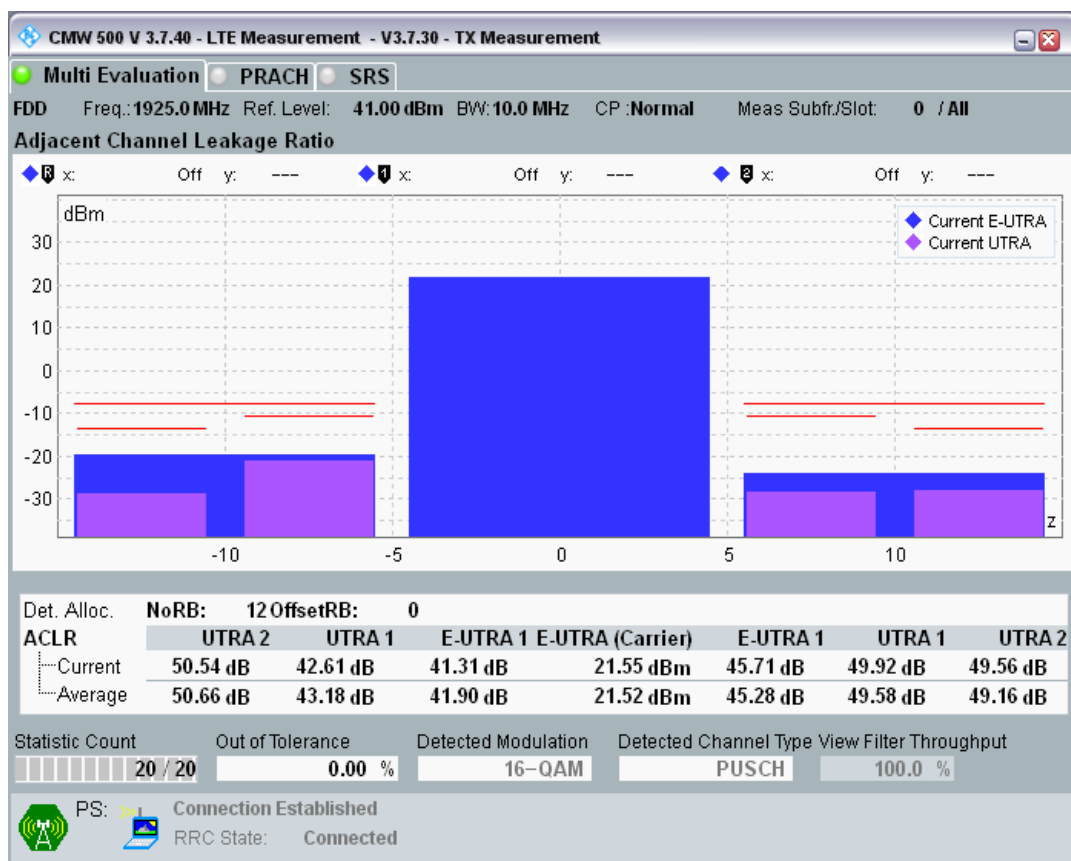 CMW 500 V 3.7.40 - LTE Measurement - V3.7.30 - TX Measurement
Multi Evaluation PRACH SRS
FDD Freq.: 1925.0 MHz Ref. Level: 41.00 dBm BW: 10.0 MHz CP :Normal Meas Subfr./Slot: 0 / All
Adjacent Channel Leakage Ratio
R x: Off y: --- 1 x: Off y: --- 2 x: Off y: ---
dBm
Current E-UTRA
Current UTRA
30
20
10
0
-10
-20
-30
z
-10 -5 0 5 10
Det. Alloc. NoRB: 12 OffsetRB: 0
ACLR UTRA 2 UTRA 1 E-UTRA 1 E-UTRA (Carrier) E-UTRA 1 UTRA 1 UTRA 2
Current 50.54 dB 42.61 dB 41.31 dB 21.55 dBm 45.71 dB 49.92 dB 49.56 dB
Average 50.66 dB 43.18 dB 41.90 dB 21.52 dBm 45.28 dB 49.58 dB 49.16 dB
Statistic Count Out of Tolerance Detected Modulation Detected Channel Type View Filter Throughput
20 / 20 0.00 % 16-QAM PUSCH 100.0 %
PS: Connection Established
RRC State: Connected